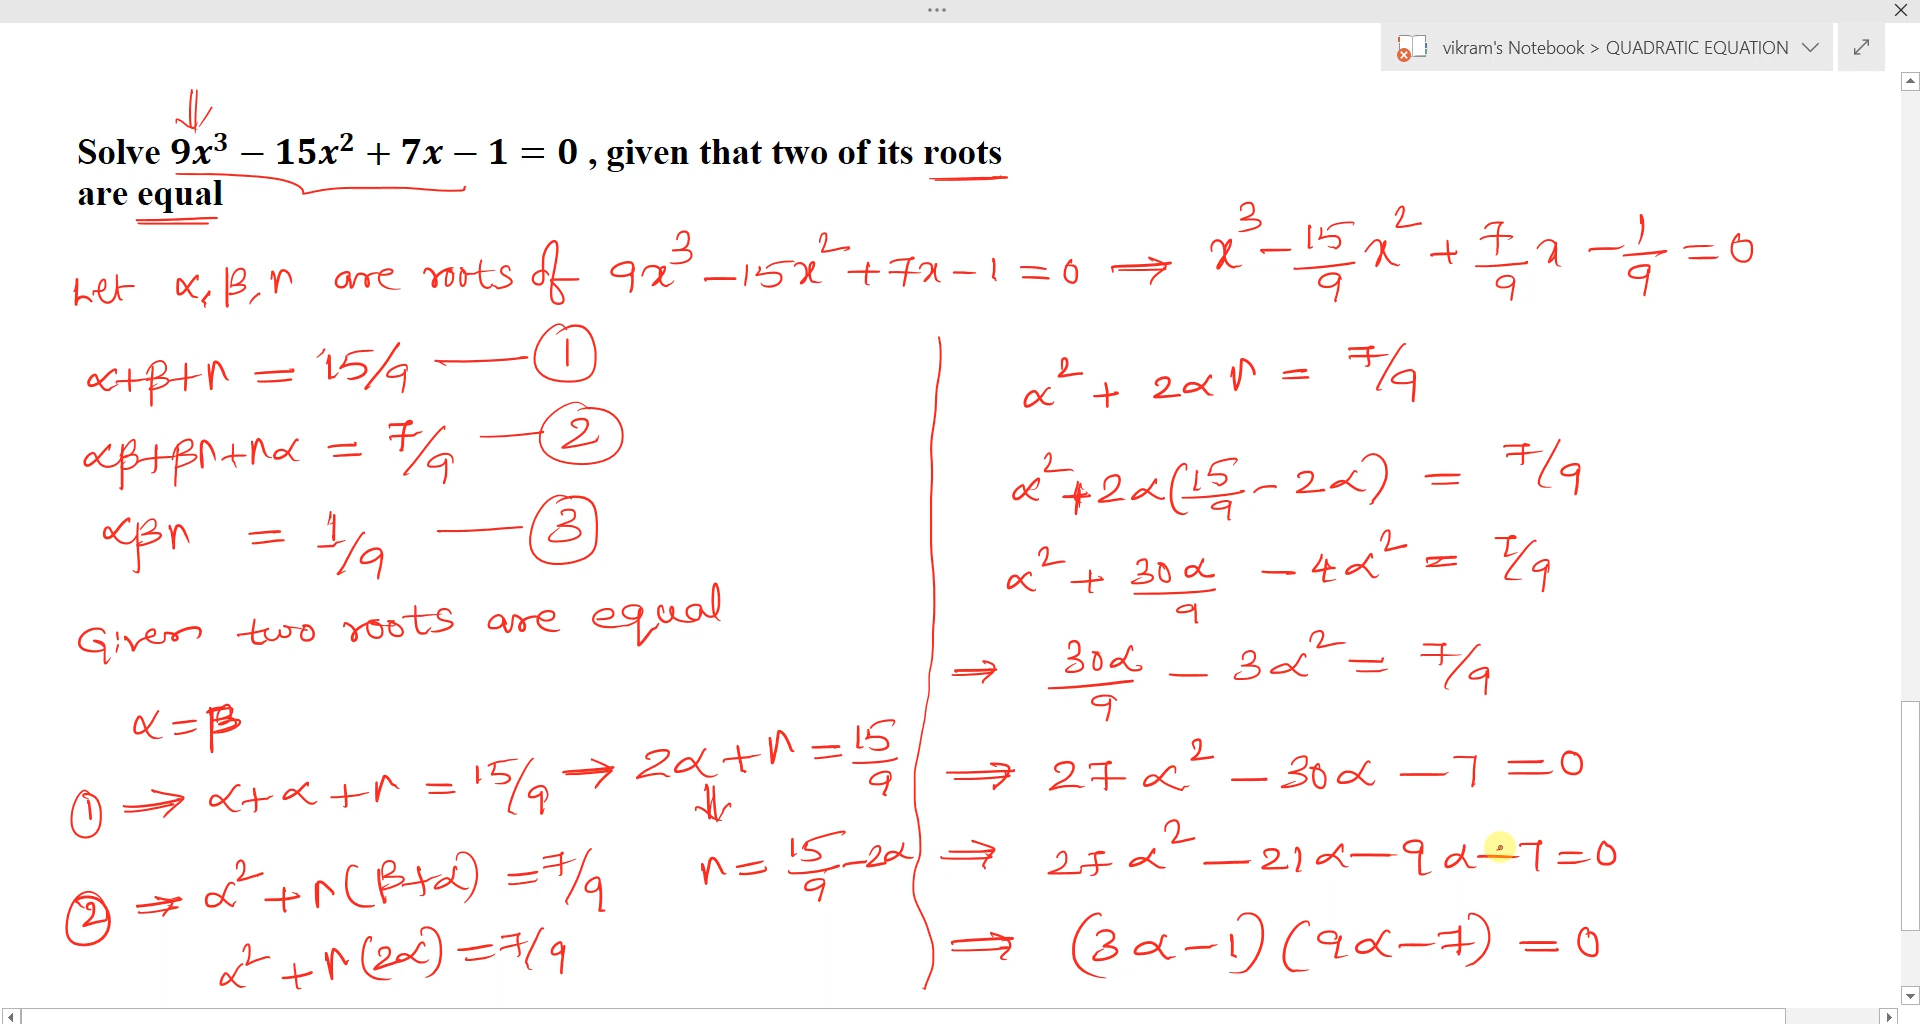 vikram's Notebook > QUADRATIC EQUATION
Solve 9x³ − 15x² + 7x − 1 = 0 , given that two of its roots
are equal
Let α, β, n are roots of 9x³ − 15x² + 7x − 1 = 0 ⇒ x³ − 15/9 x² + 7/9 x − 1/9 = 0
α+β+n = 15/9 — ①
αβ+βn+nα = 7/9 — ②
αβn = 1/9 — ③
Given two roots are equal
α = β
① ⇒ α+α+n = 15/9 → 2α+n = 15/9
⇓
n = 15/9 − 2α
② ⇒ α² + n(β+α) = 7/9
α² + n(2α) = 7/9
α² + 2αn = 7/9
α² + 2α(15/9 − 2α) = 7/9
α² + 30α/9 − 4α² = 7/9
⇒ 30α/9 − 3α² = 7/9
⇒ 27α² − 30α − 7 = 0
⇒ 27α² − 21α − 9α − 7 = 0
⇒ (3α − 1)(9α − 7) = 0